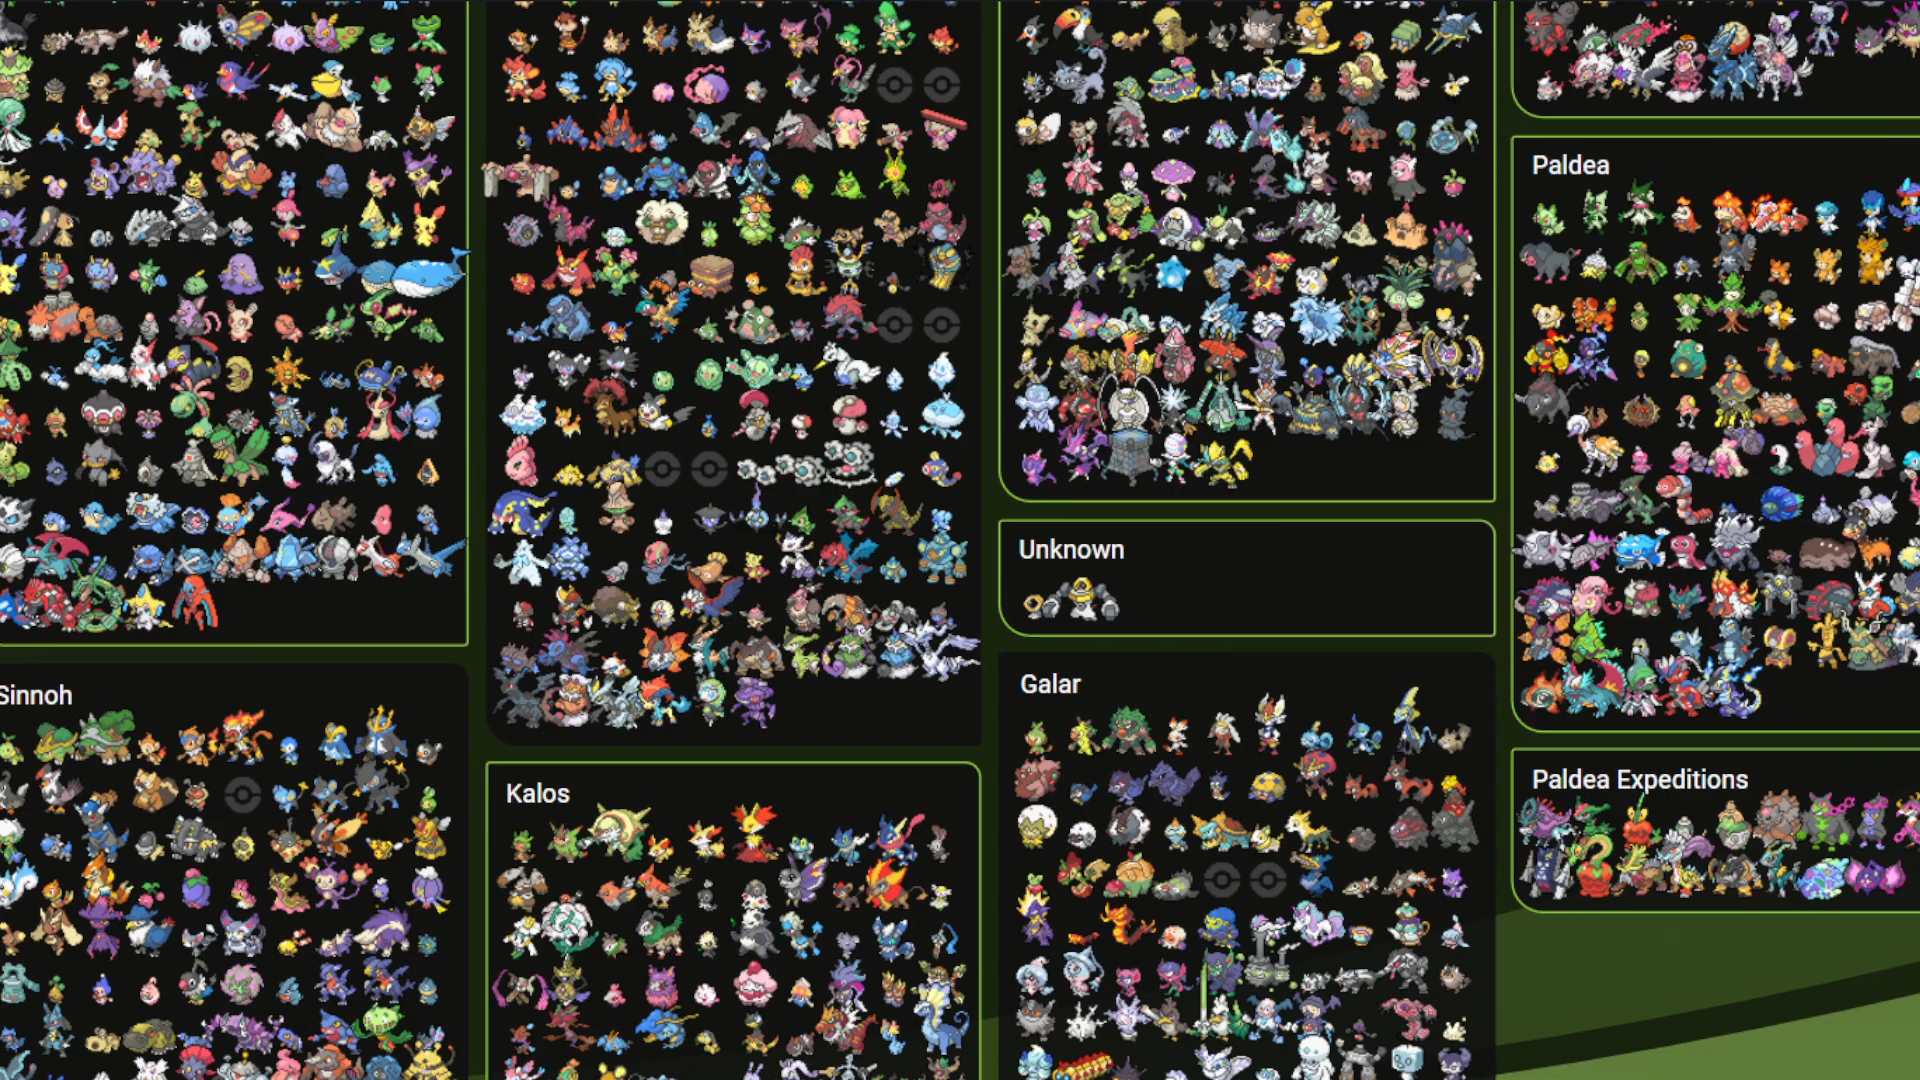 Sinnoh
Kalos
Unknown
Galar
Paldea
Paldea Expeditions